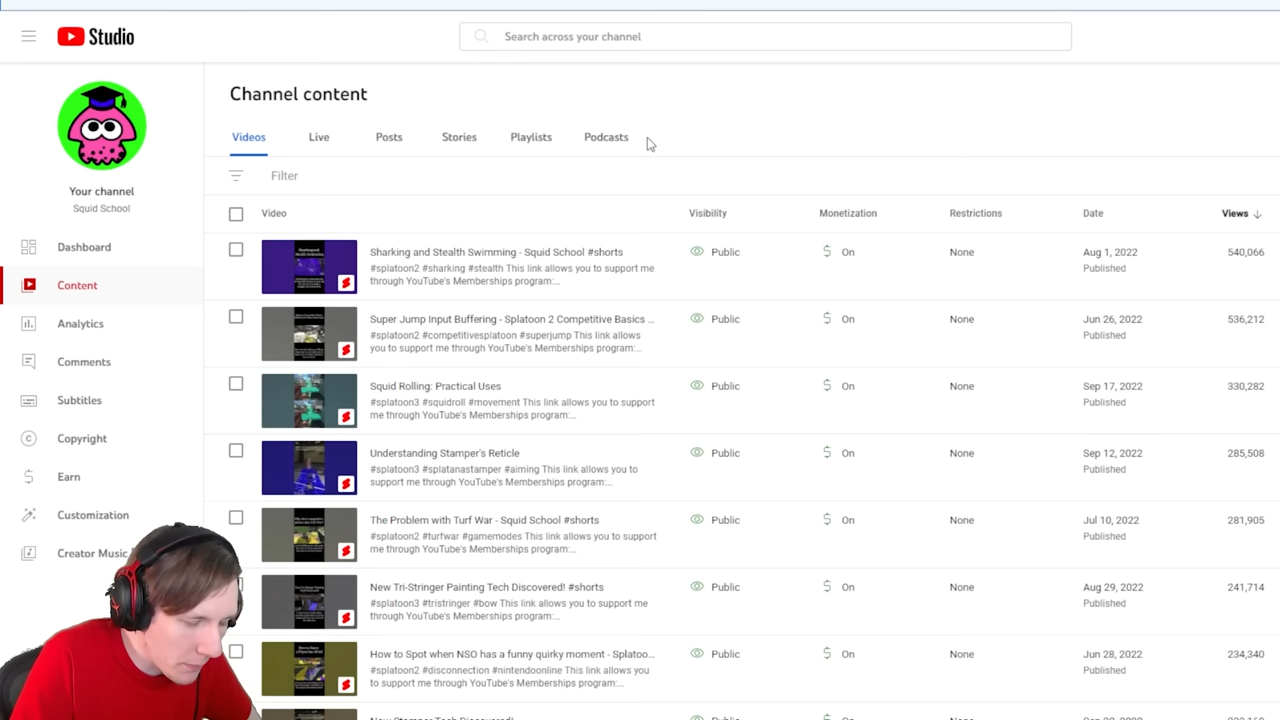 Studio
Search across your channel
Your channel
Squid School
Dashboard
Content
Analytics
Comments
Subtitles
Copyright
Earn
Customization
Creator Music
Channel content
Videos Live Posts Stories Playlists Podcasts
Filter
Video Visibility Monetization Restrictions Date Views
Sharking and Stealth Swimming - Squid School #shorts Public On None Aug 1, 2022 540,066
#splatoon2 #sharking #stealth This link allows you to support me Published
through YouTube's Memberships program:...
Super Jump Input Buffering - Splatoon 2 Competitive Basics ... Public On None Jun 26, 2022 536,212
#splatoon2 #competitivesplatoon #superjump This link allows Published
you to support me through YouTube's Memberships program:...
Squid Rolling: Practical Uses Public On None Sep 17, 2022 330,282
#splatoon3 #squidroll #movement This link allows you to support Published
me through YouTube's Memberships program:...
Understanding Stamper's Reticle Public On None Sep 12, 2022 285,508
#splatoon3 #splatanastamper #aiming This link allows you to Published
support me through YouTube's Memberships program:...
The Problem with Turf War - Squid School #shorts Public On None Jul 10, 2022 281,905
#splatoon2 #turfwar #gamemodes This link allows you to support Published
me through YouTube's Memberships program:...
New Tri-Stringer Painting Tech Discovered! #shorts Public On None Aug 29, 2022 241,714
#splatoon3 #tristringer #bow This link allows you to support me Published
through YouTube's Memberships program:...
How to Spot when NSO has a funny quirky moment - Splatoo... Public On None Jun 28, 2022 234,340
#splatoon2 #disconnection #nintendoonline This link allows you Published
to support me through YouTube's Memberships program:...